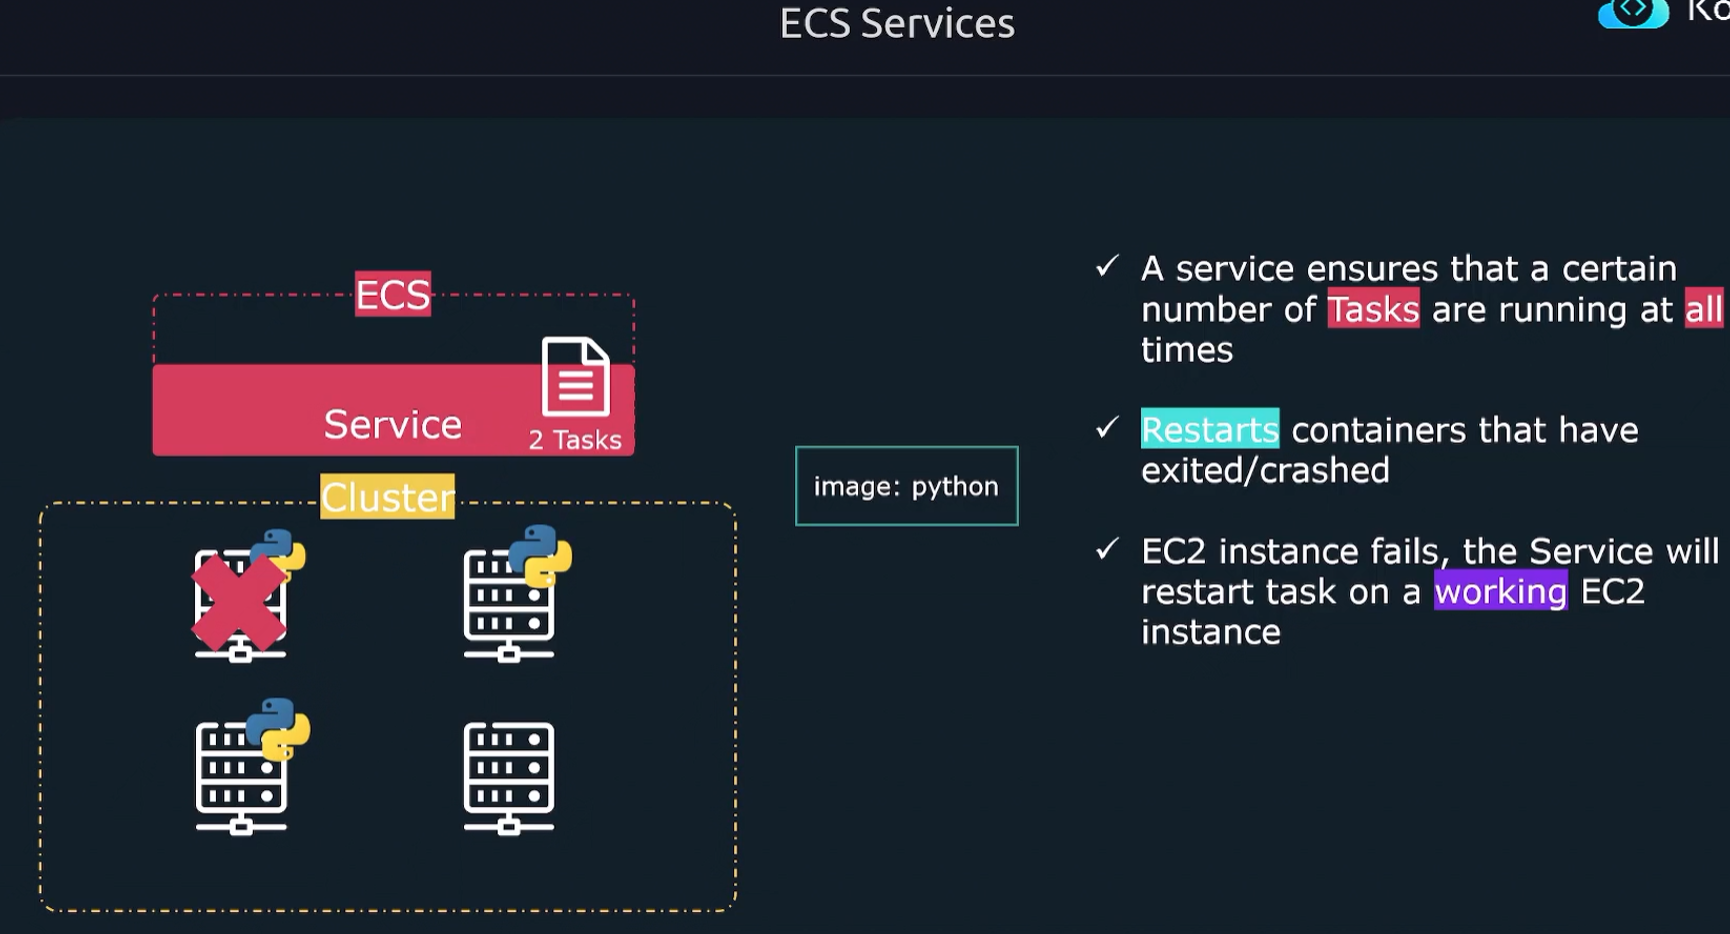 ECS Services
ECS
Service
2 Tasks
Cluster
image: python
✓ A service ensures that a certain
number of Tasks are running at all
times
✓ Restarts containers that have
exited/crashed
✓ EC2 instance fails, the Service will
restart task on a working EC2
instance